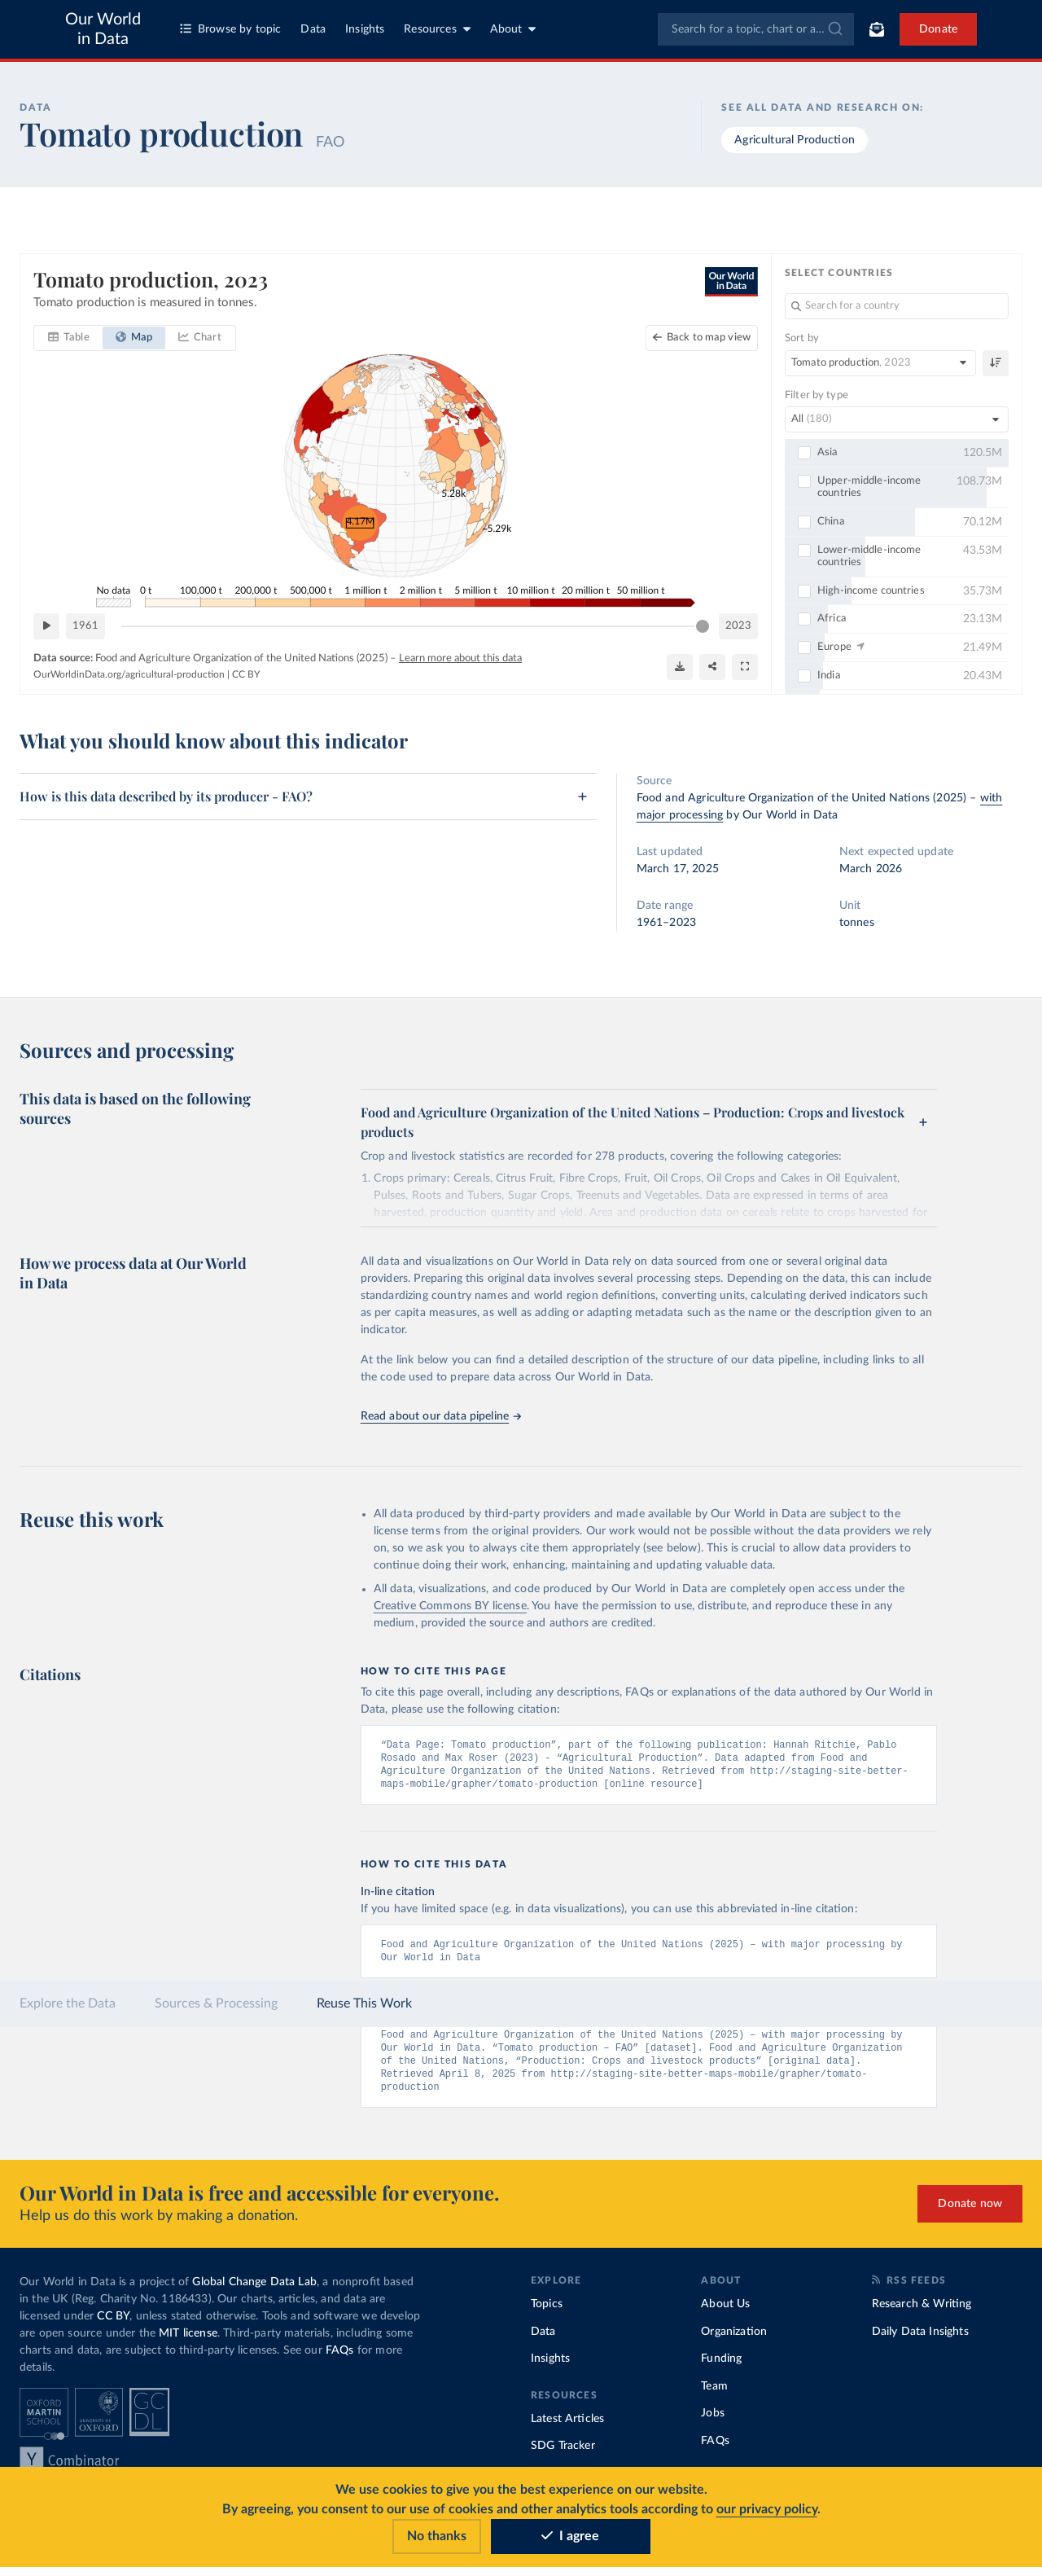 Our World
in Data
Browse by topic
Data
Insights
Resources
About
Search for a topic, chart or a...
Donate
DATA
Tomato production FAO
SEE ALL DATA AND RESEARCH ON:
Agricultural Production
Tomato production, 2023
Tomato production is measured in tonnes.
Our World
in Data
Table
Map
Chart
Back to map view
5.28k
4.17M
5.29k
No data
0 t
100,000 t
200,000 t
500,000 t
1 million t
2 million t
5 million t
10 million t
20 million t
50 million t
1961
2023
Data source: Food and Agriculture Organization of the United Nations (2025) – Learn more about this data
OurWorldinData.org/agricultural-production | CC BY
SELECT COUNTRIES
Search for a country
Sort by
Tomato production, 2023
Filter by type
All (180)
Asia 120.5M
Upper-middle-income
countries 108.73M
China 70.12M
Lower-middle-income
countries 43.53M
High-income countries 35.73M
Africa 23.13M
Europe 21.49M
India 20.43M
What you should know about this indicator
How is this data described by its producer - FAO?
+
Source
Food and Agriculture Organization of the United Nations (2025) – with
major processing by Our World in Data
Last updated
March 17, 2025
Next expected update
March 2026
Date range
1961–2023
Unit
tonnes
Sources and processing
This data is based on the following
sources
Food and Agriculture Organization of the United Nations – Production: Crops and livestock
products
+
Crop and livestock statistics are recorded for 278 products, covering the following categories:
1. Crops primary: Cereals, Citrus Fruit, Fibre Crops, Fruit, Oil Crops, Oil Crops and Cakes in Oil Equivalent,
Pulses, Roots and Tubers, Sugar Crops, Treenuts and Vegetables. Data are expressed in terms of area
harvested, production quantity and yield. Area and production data on cereals relate to crops harvested for
How we process data at Our World
in Data
All data and visualizations on Our World in Data rely on data sourced from one or several original data
providers. Preparing this original data involves several processing steps. Depending on the data, this can include
standardizing country names and world region definitions, converting units, calculating derived indicators such
as per capita measures, as well as adding or adapting metadata such as the name or the description given to an
indicator.
At the link below you can find a detailed description of the structure of our data pipeline, including links to all
the code used to prepare data across Our World in Data.
Read about our data pipeline
Reuse this work
• All data produced by third-party providers and made available by Our World in Data are subject to the
license terms from the original providers. Our work would not be possible without the data providers we rely
on, so we ask you to always cite them appropriately (see below). This is crucial to allow data providers to
continue doing their work, enhancing, maintaining and updating valuable data.
• All data, visualizations, and code produced by Our World in Data are completely open access under the
Creative Commons BY license. You have the permission to use, distribute, and reproduce these in any
medium, provided the source and authors are credited.
Citations
HOW TO CITE THIS PAGE
To cite this page overall, including any descriptions, FAQs or explanations of the data authored by Our World in
Data, please use the following citation:
“Data Page: Tomato production”, part of the following publication: Hannah Ritchie, Pablo
Rosado and Max Roser (2023) - “Agricultural Production”. Data adapted from Food and
Agriculture Organization of the United Nations. Retrieved from http://staging-site-better-
maps-mobile/grapher/tomato-production [online resource]
HOW TO CITE THIS DATA
In-line citation
If you have limited space (e.g. in data visualizations), you can use this abbreviated in-line citation:
Food and Agriculture Organization of the United Nations (2025) – with major processing by
Our World in Data
Explore the Data
Sources & Processing
Reuse This Work
Food and Agriculture Organization of the United Nations (2025) – with major processing by
Our World in Data. “Tomato production – FAO” [dataset]. Food and Agriculture Organization
of the United Nations, “Production: Crops and livestock products” [original data].
Retrieved April 8, 2025 from http://staging-site-better-maps-mobile/grapher/tomato-
production
Our World in Data is free and accessible for everyone.
Help us do this work by making a donation.
Donate now
Our World in Data is a project of Global Change Data Lab, a nonprofit based
in the UK (Reg. Charity No. 1186433). Our charts, articles, and data are
licensed under CC BY, unless stated otherwise. Tools and software we develop
are open source under the MIT license. Third-party materials, including some
charts and data, are subject to third-party licenses. See our FAQs for more
details.
OXFORD
MARTIN
SCHOOL
UNIVERSITY OF
OXFORD
GC
DL
Y Combinator
EXPLORE
Topics
Data
Insights
RESOURCES
Latest Articles
SDG Tracker
ABOUT
About Us
Organization
Funding
Team
Jobs
FAQs
RSS FEEDS
Research & Writing
Daily Data Insights
We use cookies to give you the best experience on our website.
By agreeing, you consent to our use of cookies and other analytics tools according to our privacy policy.
No thanks
I agree